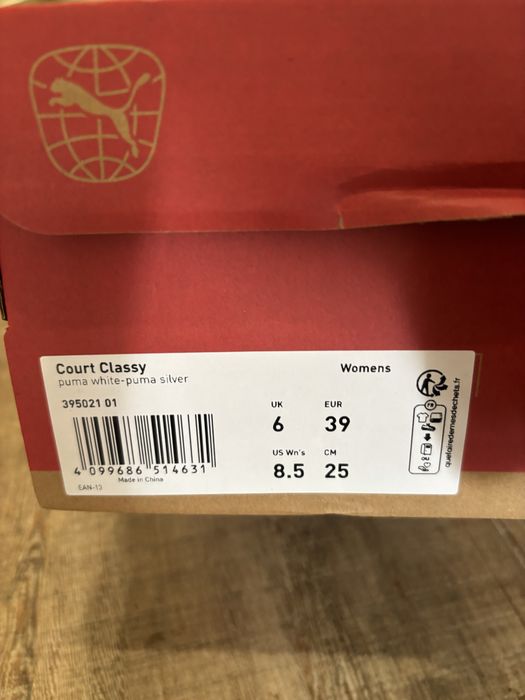 Court Classy
Womens
puma white-puma silver
395021 01
UK
EUR
6
39
US Wn's
CM
8.5
25
4 099686 514631
Made in China
EAN-13
quefairedemesdechets.fr
FR